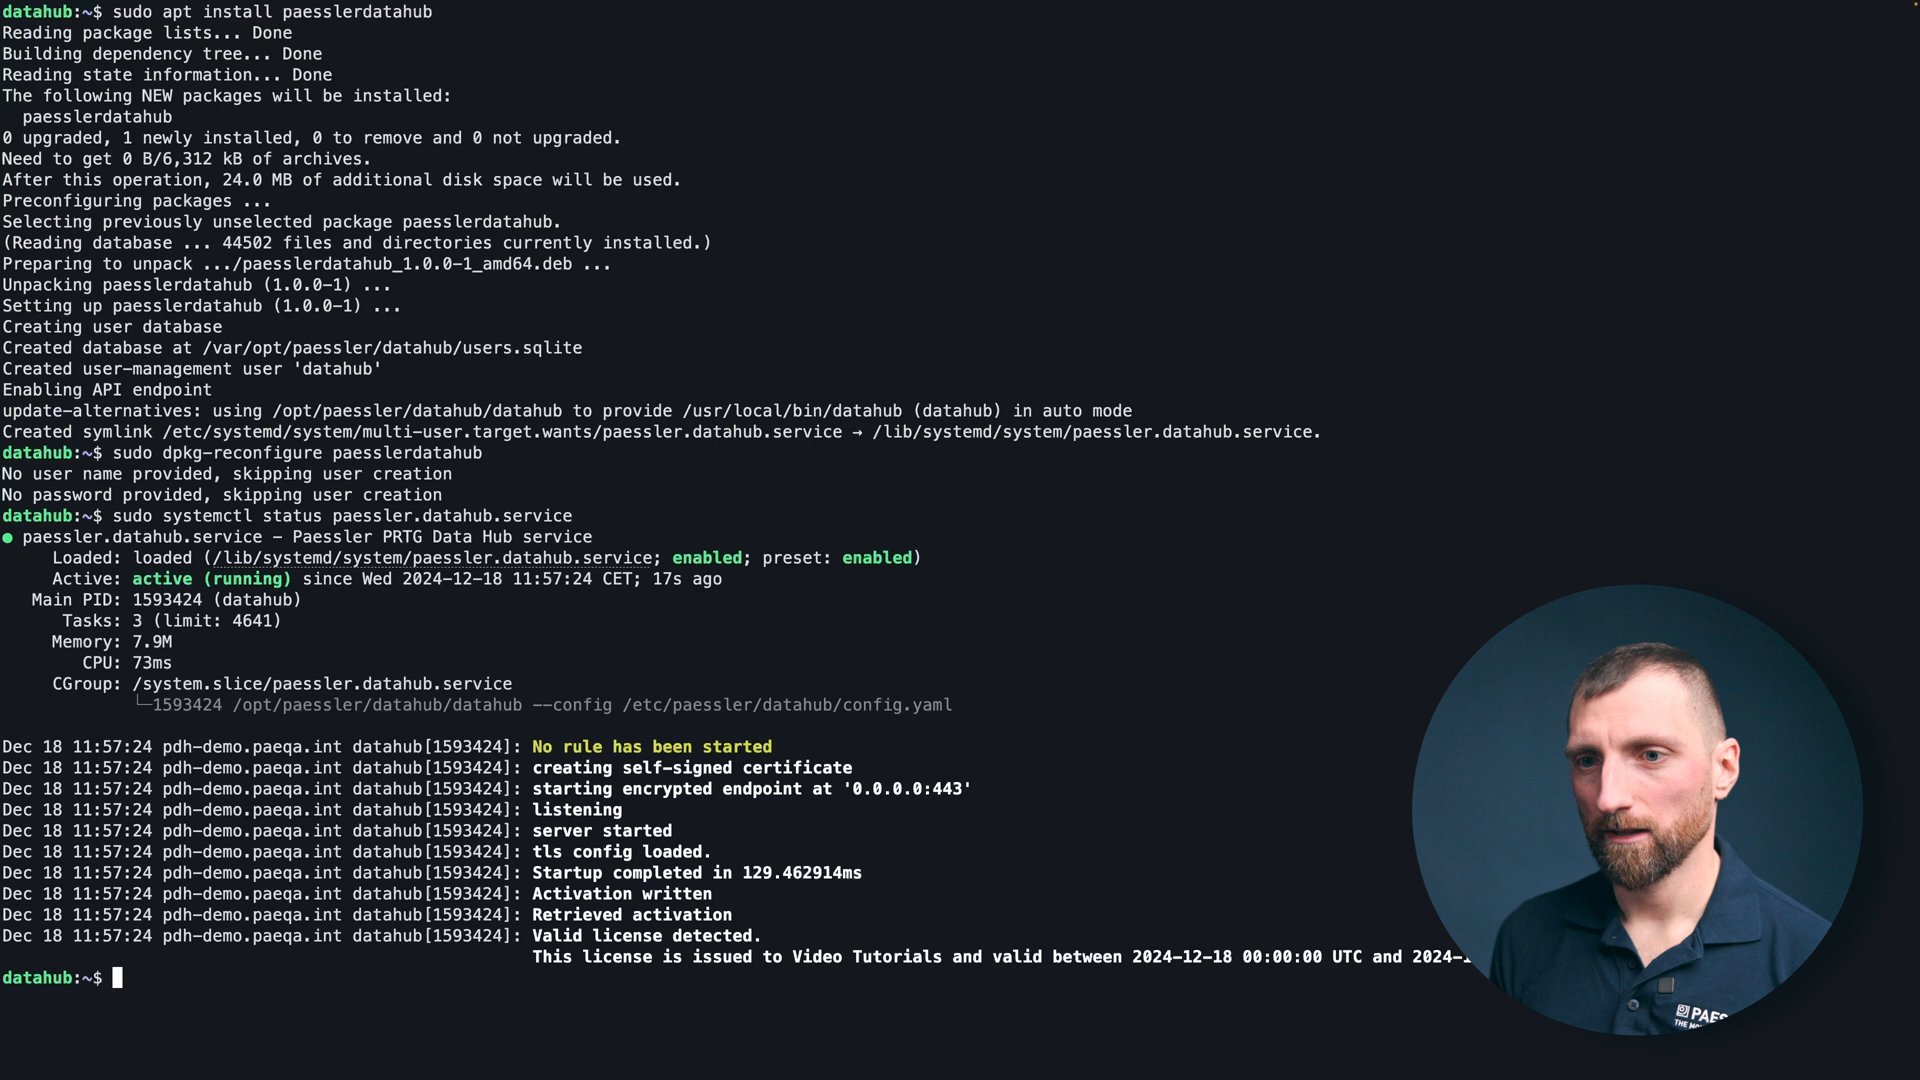 datahub:~$ sudo apt install paesslerdatahub
Reading package lists... Done
Building dependency tree... Done
Reading state information... Done
The following NEW packages will be installed:
  paesslerdatahub
0 upgraded, 1 newly installed, 0 to remove and 0 not upgraded.
Need to get 0 B/6,312 kB of archives.
After this operation, 24.0 MB of additional disk space will be used.
Preconfiguring packages ...
Selecting previously unselected package paesslerdatahub.
(Reading database ... 44502 files and directories currently installed.)
Preparing to unpack .../paesslerdatahub_1.0.0-1_amd64.deb ...
Unpacking paesslerdatahub (1.0.0-1) ...
Setting up paesslerdatahub (1.0.0-1) ...
Creating user database
Created database at /var/opt/paessler/datahub/users.sqlite
Created user-management user 'datahub'
Enabling API endpoint
update-alternatives: using /opt/paessler/datahub/datahub to provide /usr/local/bin/datahub (datahub) in auto mode
Created symlink /etc/systemd/system/multi-user.target.wants/paessler.datahub.service → /lib/systemd/system/paessler.datahub.service.
datahub:~$ sudo dpkg-reconfigure paesslerdatahub
No user name provided, skipping user creation
No password provided, skipping user creation
datahub:~$ sudo systemctl status paessler.datahub.service
● paessler.datahub.service - Paessler PRTG Data Hub service
     Loaded: loaded (/lib/systemd/system/paessler.datahub.service; enabled; preset: enabled)
     Active: active (running) since Wed 2024-12-18 11:57:24 CET; 17s ago
   Main PID: 1593424 (datahub)
      Tasks: 3 (limit: 4641)
     Memory: 7.9M
        CPU: 73ms
     CGroup: /system.slice/paessler.datahub.service
             └─1593424 /opt/paessler/datahub/datahub --config /etc/paessler/datahub/config.yaml
Dec 18 11:57:24 pdh-demo.paeqa.int datahub[1593424]: No rule has been started
Dec 18 11:57:24 pdh-demo.paeqa.int datahub[1593424]: creating self-signed certificate
Dec 18 11:57:24 pdh-demo.paeqa.int datahub[1593424]: starting encrypted endpoint at '0.0.0.0:443'
Dec 18 11:57:24 pdh-demo.paeqa.int datahub[1593424]: listening
Dec 18 11:57:24 pdh-demo.paeqa.int datahub[1593424]: server started
Dec 18 11:57:24 pdh-demo.paeqa.int datahub[1593424]: tls config loaded.
Dec 18 11:57:24 pdh-demo.paeqa.int datahub[1593424]: Startup completed in 129.462914ms
Dec 18 11:57:24 pdh-demo.paeqa.int datahub[1593424]: Activation written
Dec 18 11:57:24 pdh-demo.paeqa.int datahub[1593424]: Retrieved activation
Dec 18 11:57:24 pdh-demo.paeqa.int datahub[1593424]: Valid license detected.
This license is issued to Video Tutorials and valid between 2024-12-18 00:00:00 UTC and 2024-1
datahub:~$
PAES
THE